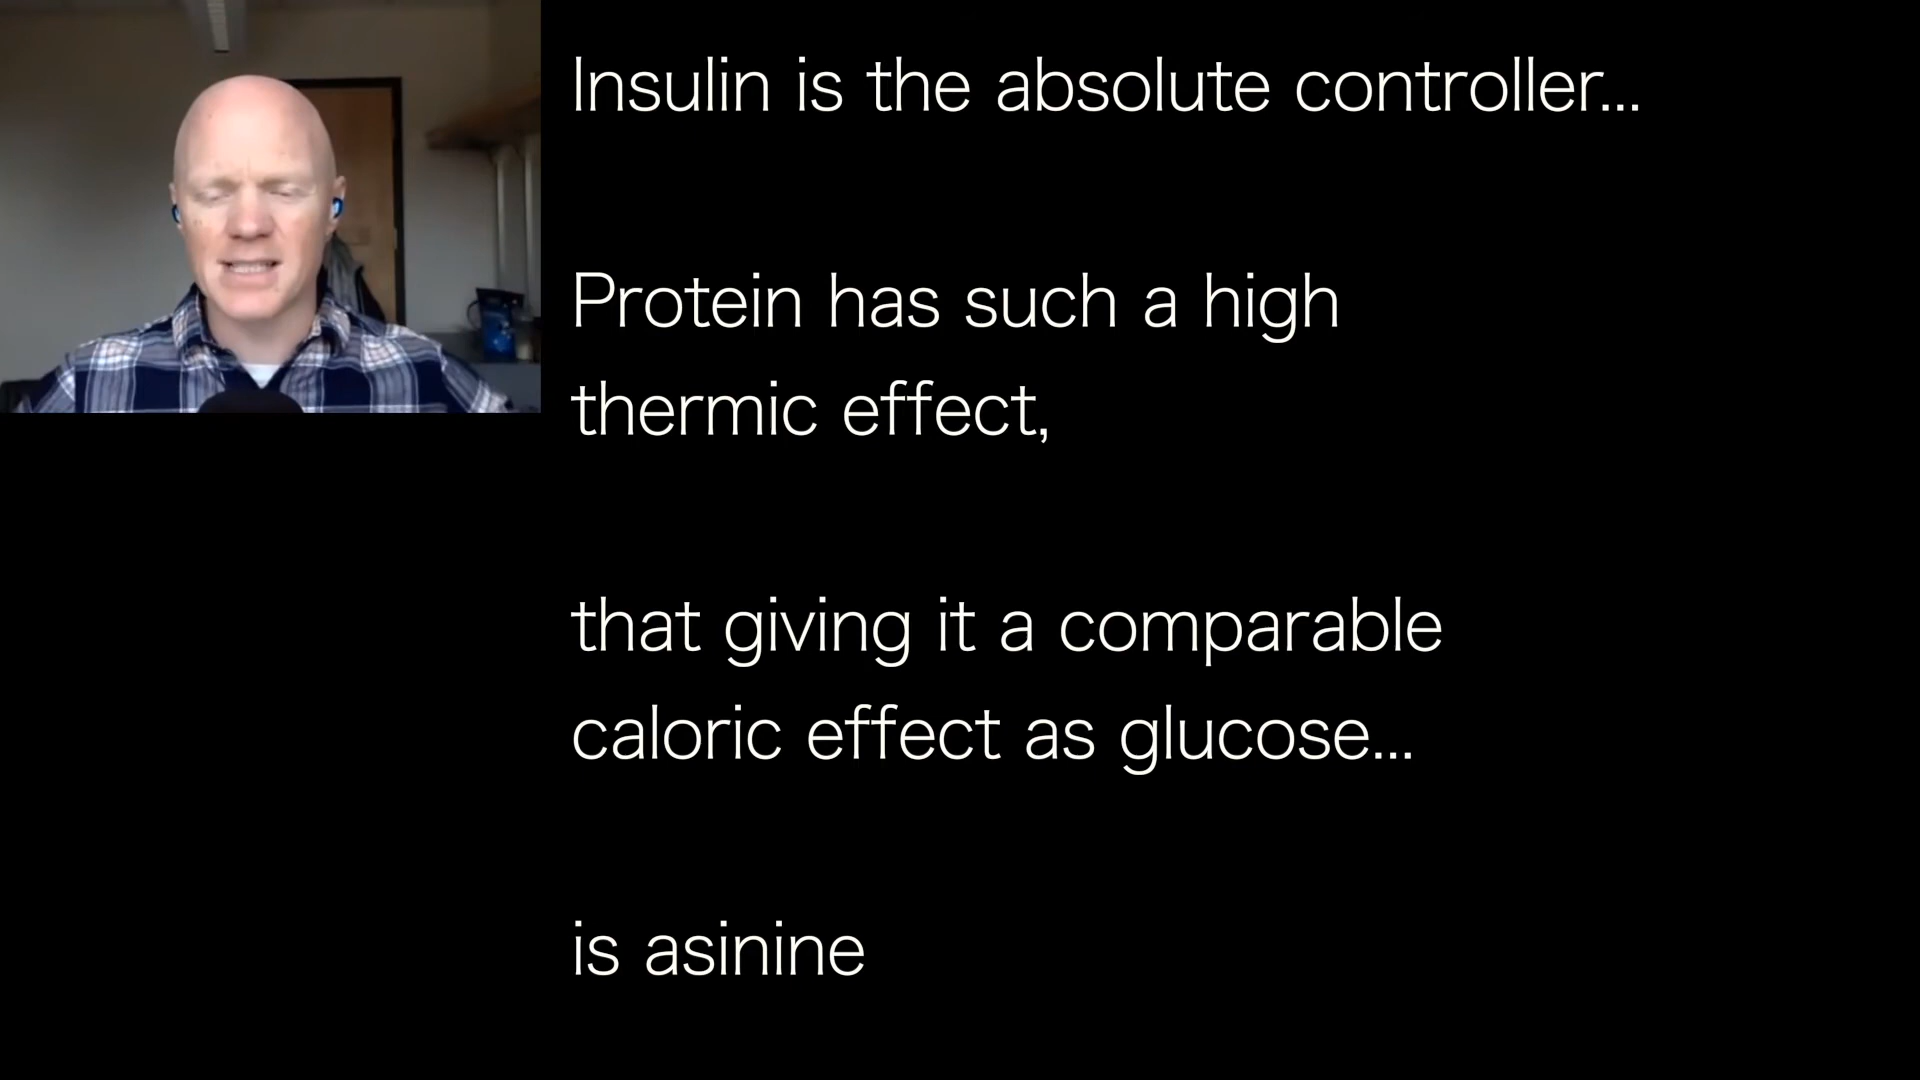 Insulin is the absolute controller...
Protein has such a high
thermic effect,
that giving it a comparable
caloric effect as glucose...
is asinine